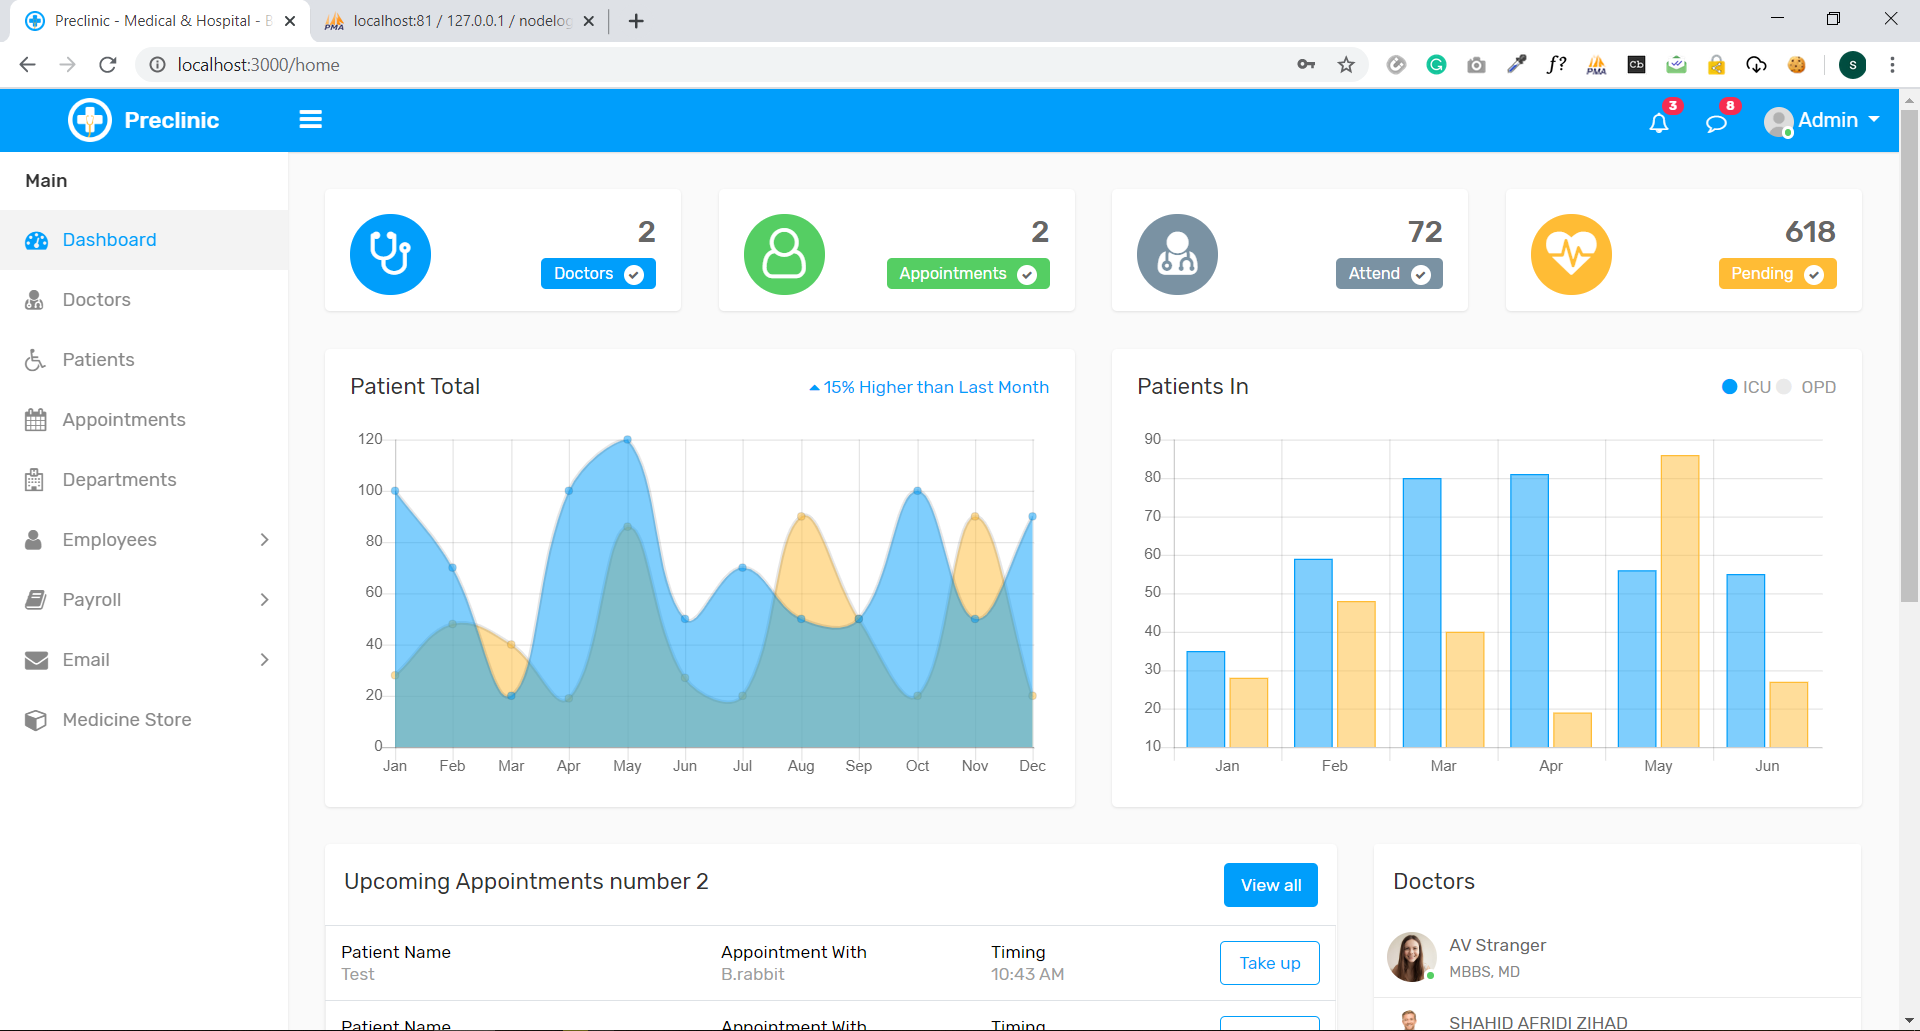 Preclinic - Medical & Hospital - B
localhost:81 / 127.0.0.1 / nodelog
localhost:3000/home
f?
PMA
Cb
S
Preclinic
3
8
Admin
Main
Dashboard
Doctors
Patients
Appointments
Departments
Employees
Payroll
Email
Medicine Store
2
Doctors
2
Appointments
72
Attend
618
Pending
Patient Total
15% Higher than Last Month
120
100
80
60
40
20
0
Jan Feb Mar Apr May Jun Jul Aug Sep Oct Nov Dec
Patients In
ICU OPD
90
80
70
60
50
40
30
20
10
Jan Feb Mar Apr May Jun
Upcoming Appointments number 2
View all
Patient Name Appointment With Timing
Test B.rabbit 10:43 AM
Take up
Patient Name Appointment With Timing
Doctors
AV Stranger
MBBS, MD
SHAHID AFRIDI ZIHAD